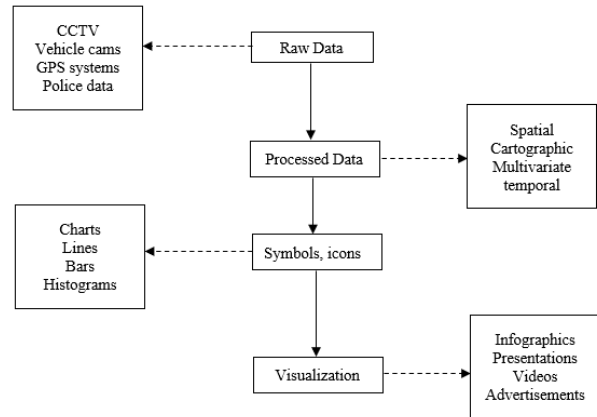 CCTV
Vehicle cams
GPS systems
Police data
Raw Data
Processed Data
Spatial
Cartographic
Multivariate
temporal
Charts
Lines
Bars
Histograms
Symbols, icons
Visualization
Infographics
Presentations
Videos
Advertisements